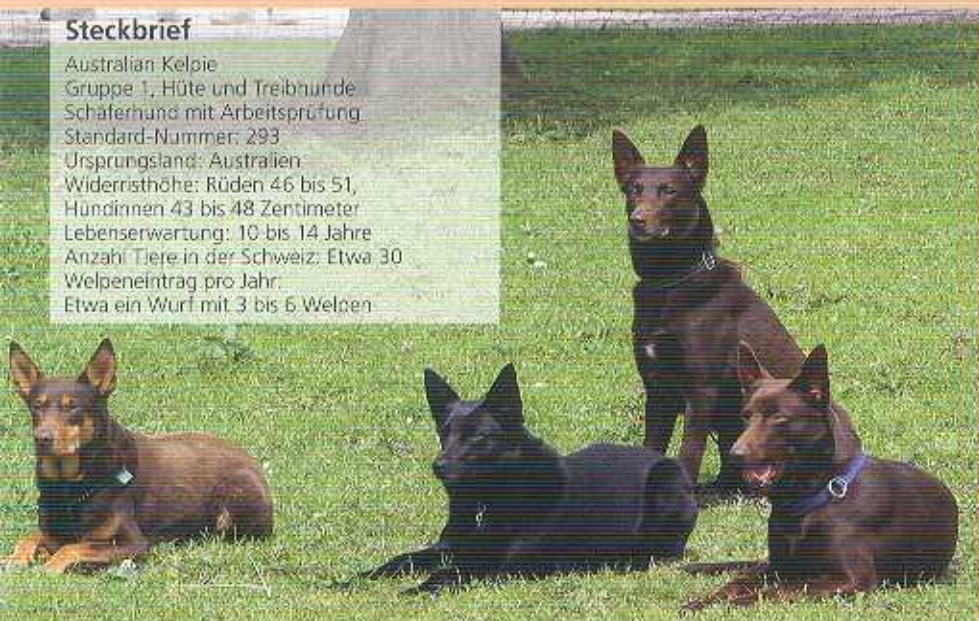 Steckbrief
Australian Kelpie
Gruppe 1, Hüte und Treibhunde
Schäferhund mit Arbeitsprüfung
Standard-Nummer: 293
Ursprungsland: Australien
Widerristhöhe: Rüden 46 bis 51,
Hündinnen 43 bis 48 Zentimeter
Lebenserwartung: 10 bis 14 Jahre
Anzahl Tiere in der Schweiz: Etwa 30
Welpeneintrag pro Jahr:
Etwa ein Wurf mit 3 bis 6 Welpen